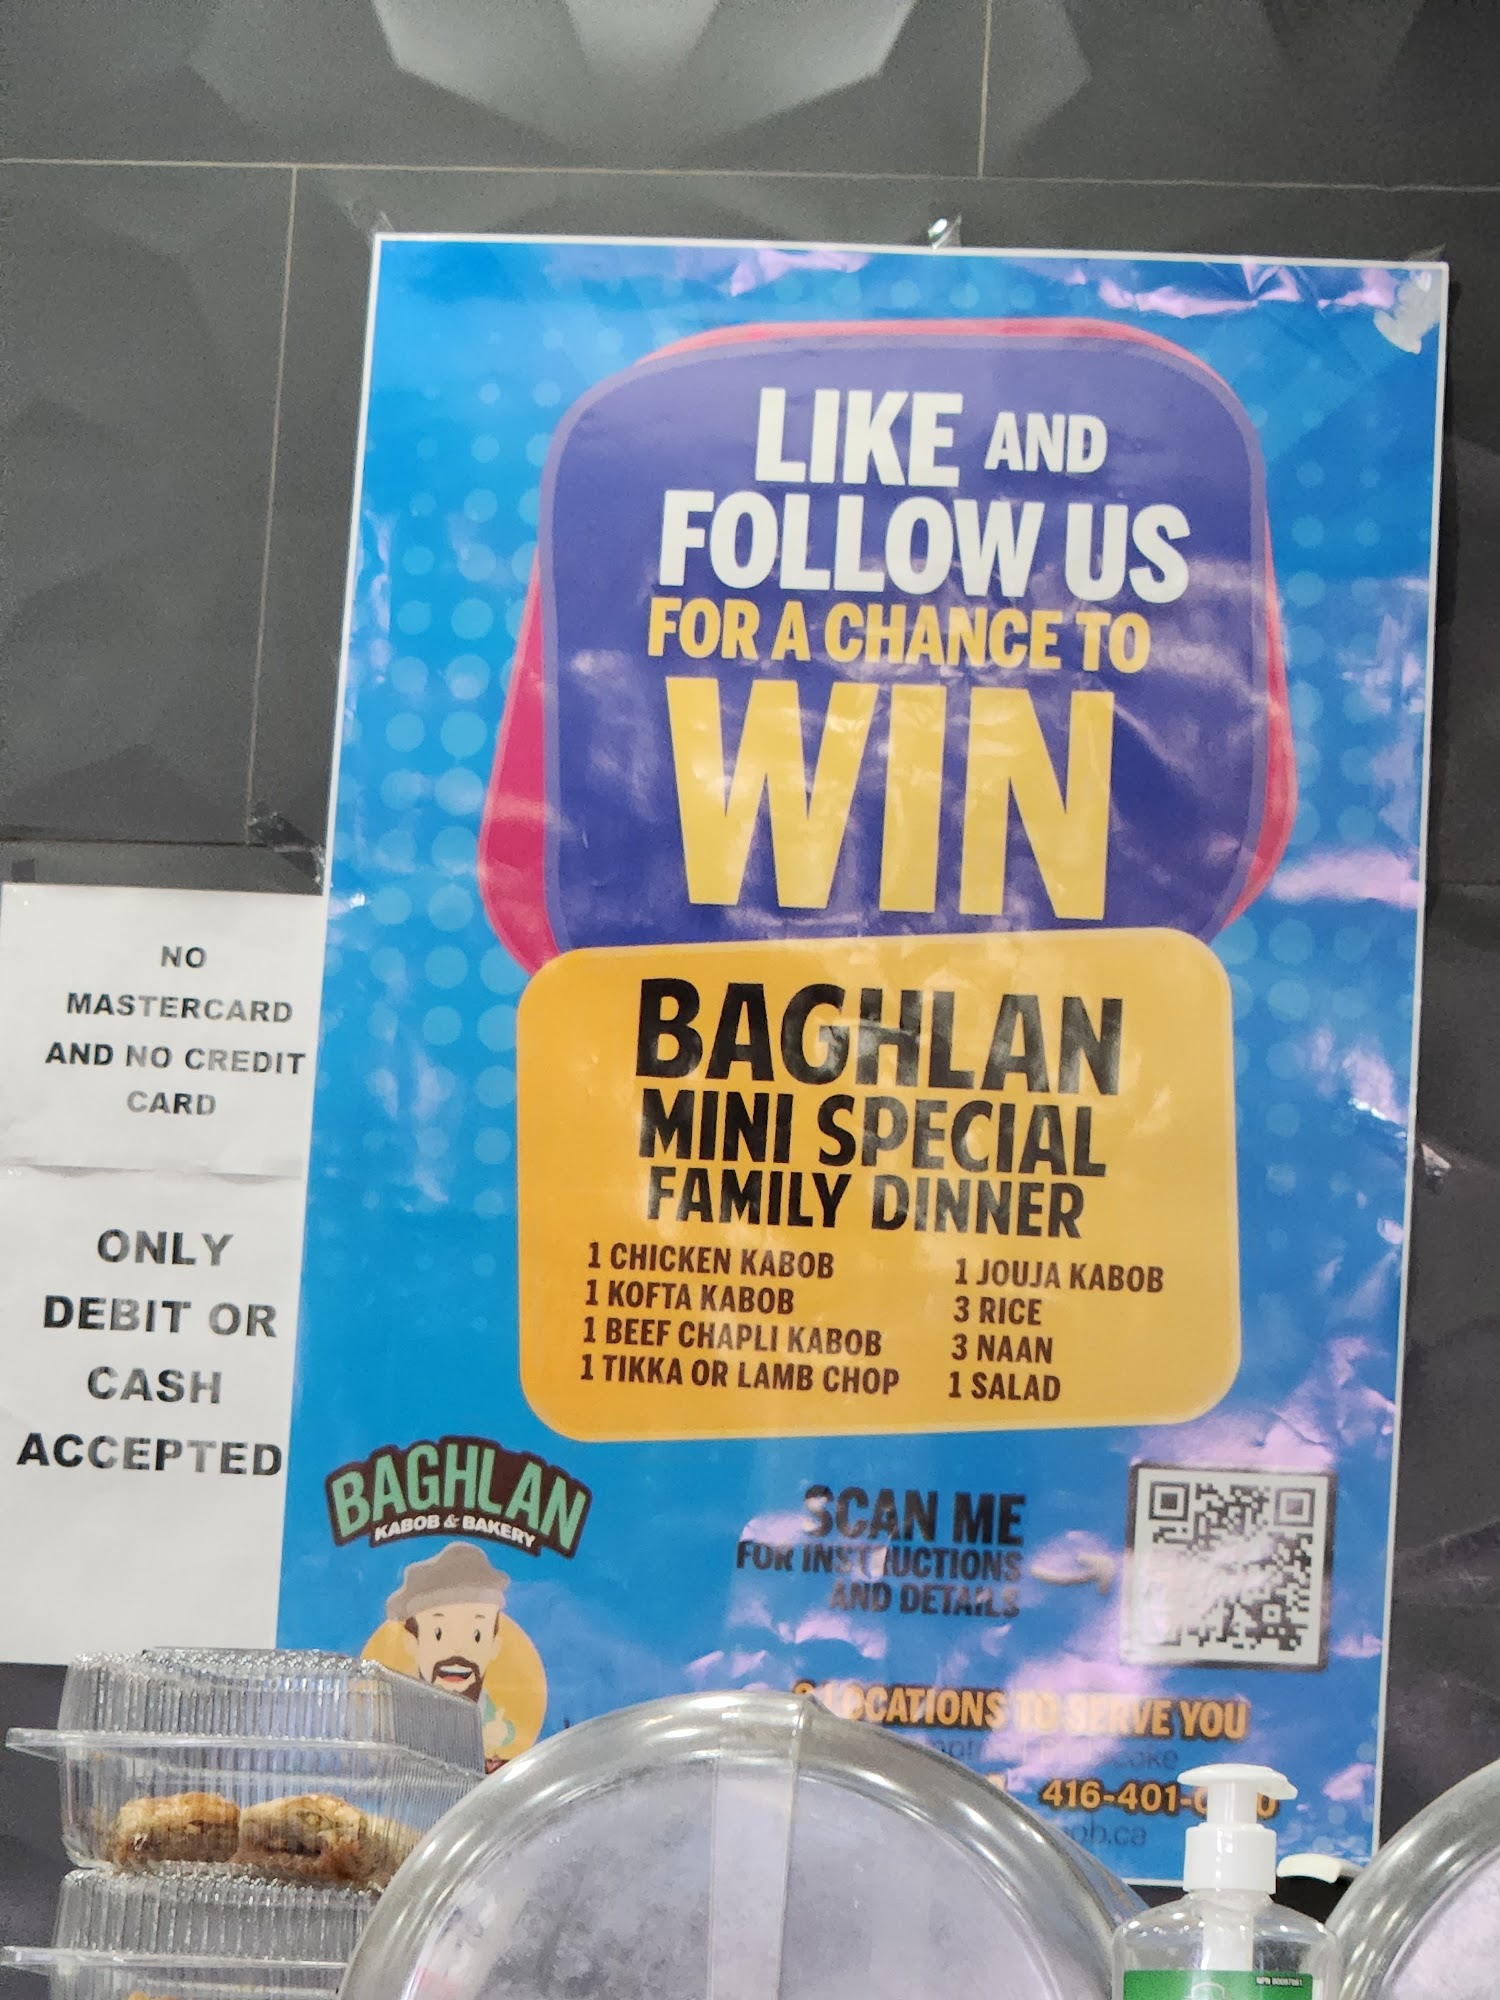 LIKE AND
FOLLOW US
FOR A CHANCE TO
WIN
BAGHLAN
MINI SPECIAL
FAMILY DINNER
1 CHICKEN KABOB
1 KOFTA KABOB
1 BEEF CHAPLI KABOB
1 TIKKA OR LAMB CHOP
1 JOUJA KABOB
3 RICE
3 NAAN
1 SALAD
NO
MASTERCARD
AND NO CREDIT
CARD
ONLY
DEBIT OR
CASH
ACCEPTED
BAGHLAN
KABOB & BAKERY
SCAN ME
FOR INSTRUCTIONS
AND DETAILS
LOCATIONS TO SERVE YOU
416-401-